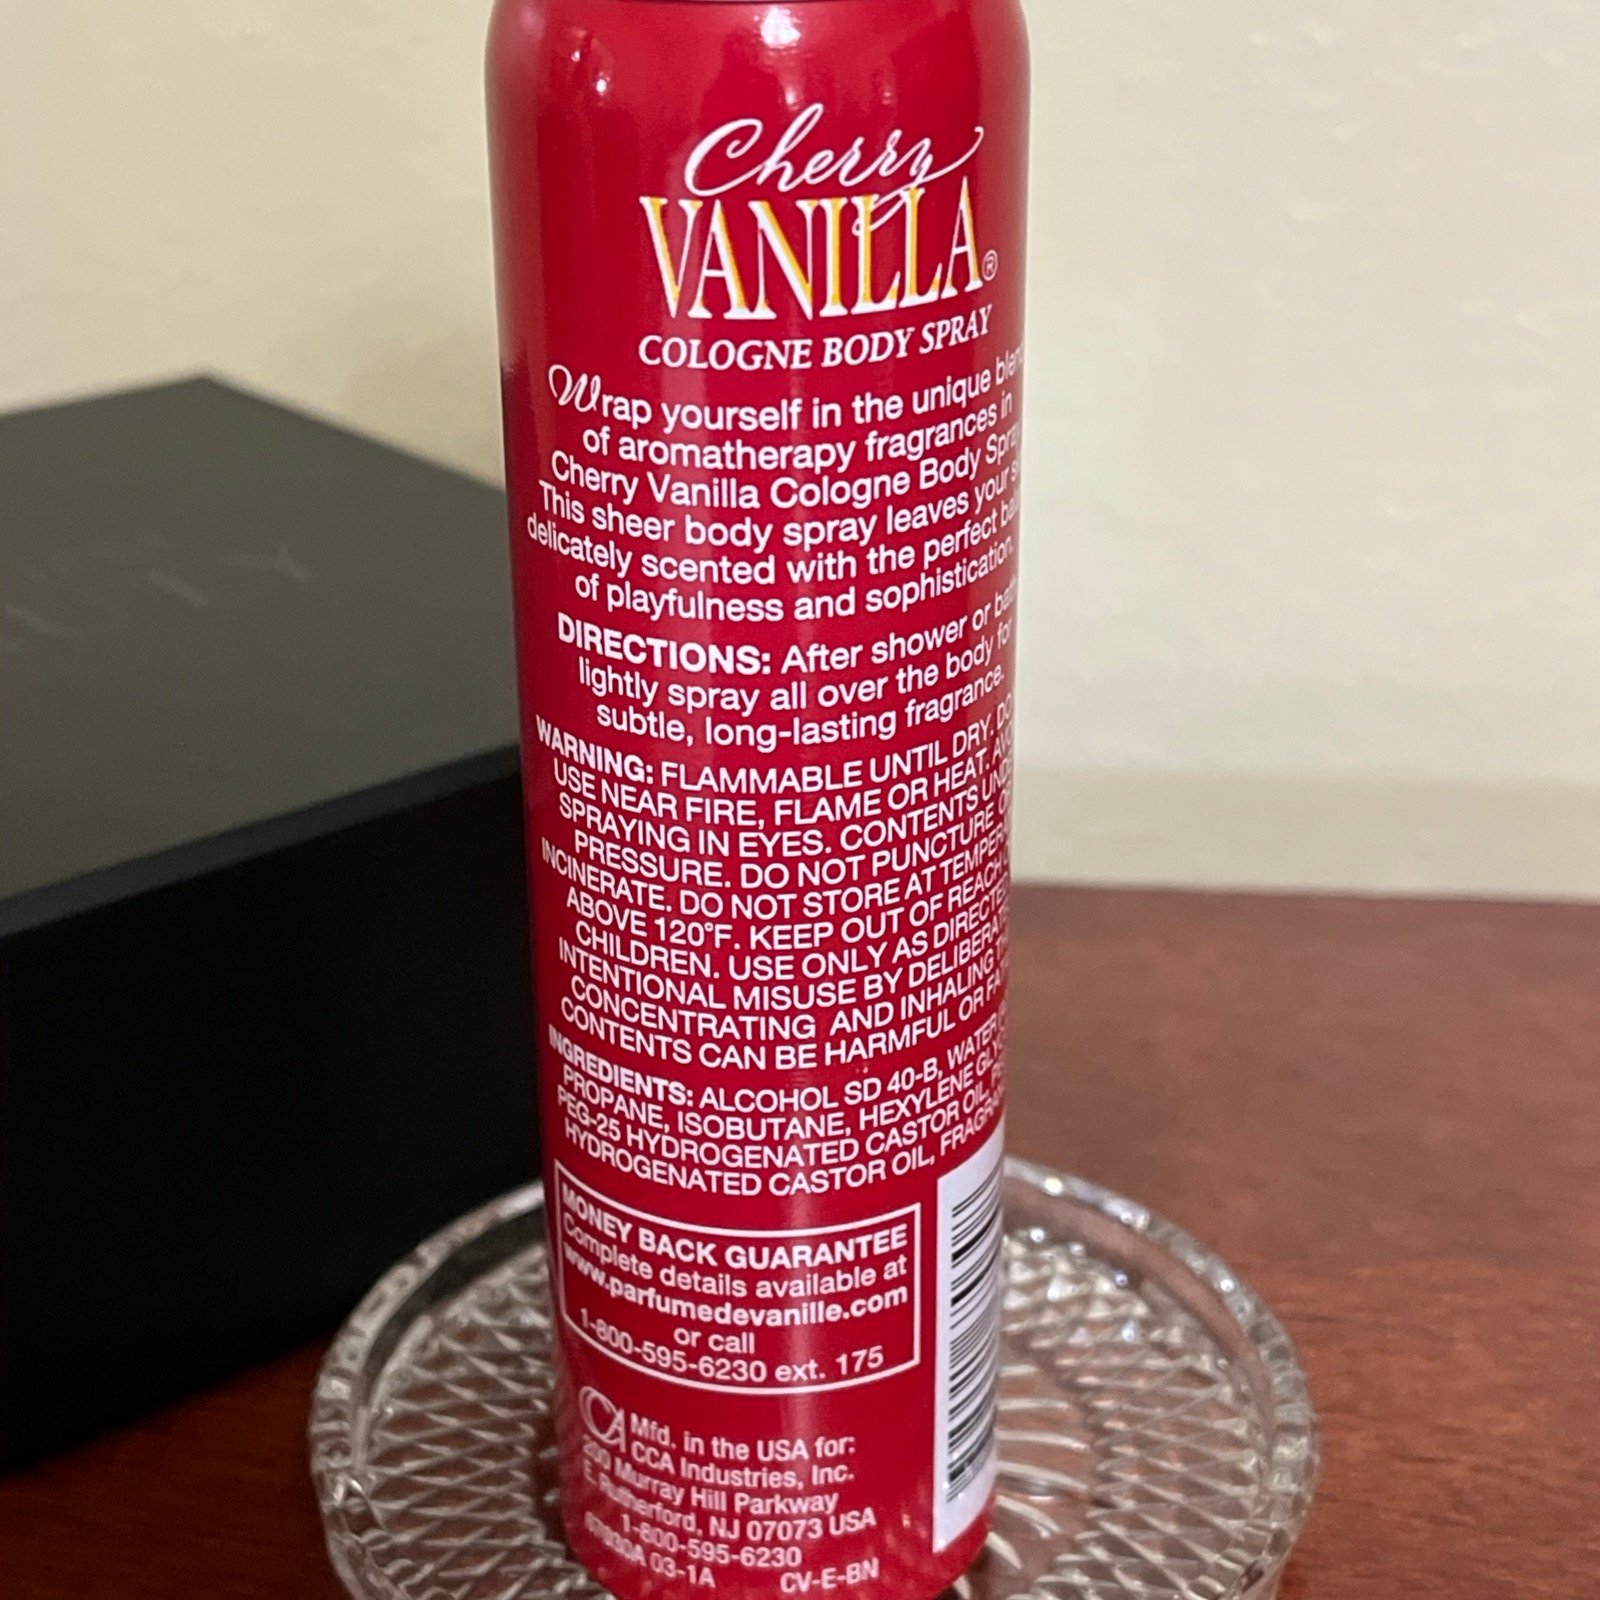 Cherry
VANILLA®
COLOGNE BODY SPRAY
Wrap yourself in the unique
of aromatherapy fragrances in
Cherry Vanilla Cologne Body Spray
This sheer body spray leaves your
delicately scented with the perfect
of playfulness and sophistication.
DIRECTIONS: After shower or
lightly spray all over the body for
subtle, long-lasting fragrance.
WARNING: FLAMMABLE UNTIL DRY. DO
USE NEAR FIRE, FLAME OR HEAT.
SPRAYING IN EYES. CONTENTS
PRESSURE. DO NOT PUNCTURE
INCINERATE. DO NOT STORE AT
ABOVE 120°F. KEEP OUT OF REACH
CHILDREN. USE ONLY AS DIRECTED
INTENTIONAL MISUSE BY
CONCENTRATING AND INHALING
CONTENTS CAN BE HARMFUL OR
INGREDIENTS: ALCOHOL SD 40-B, WATER
PROPANE, ISOBUTANE, HEXYLENE
PEG-25 HYDROGENATED CASTOR OIL,
HYDROGENATED CASTOR OIL,
MONEY BACK GUARANTEE
Complete details available at
www.parfumedevanille.com
or call
1-800-595-6230 ext. 175
CCA
Mfd. in the USA for:
CCA Industries, Inc.
200 Murray Hill Parkway
E. Rutherford, NJ 07073 USA
1-800-595-6230
03-1A CV-E-BN